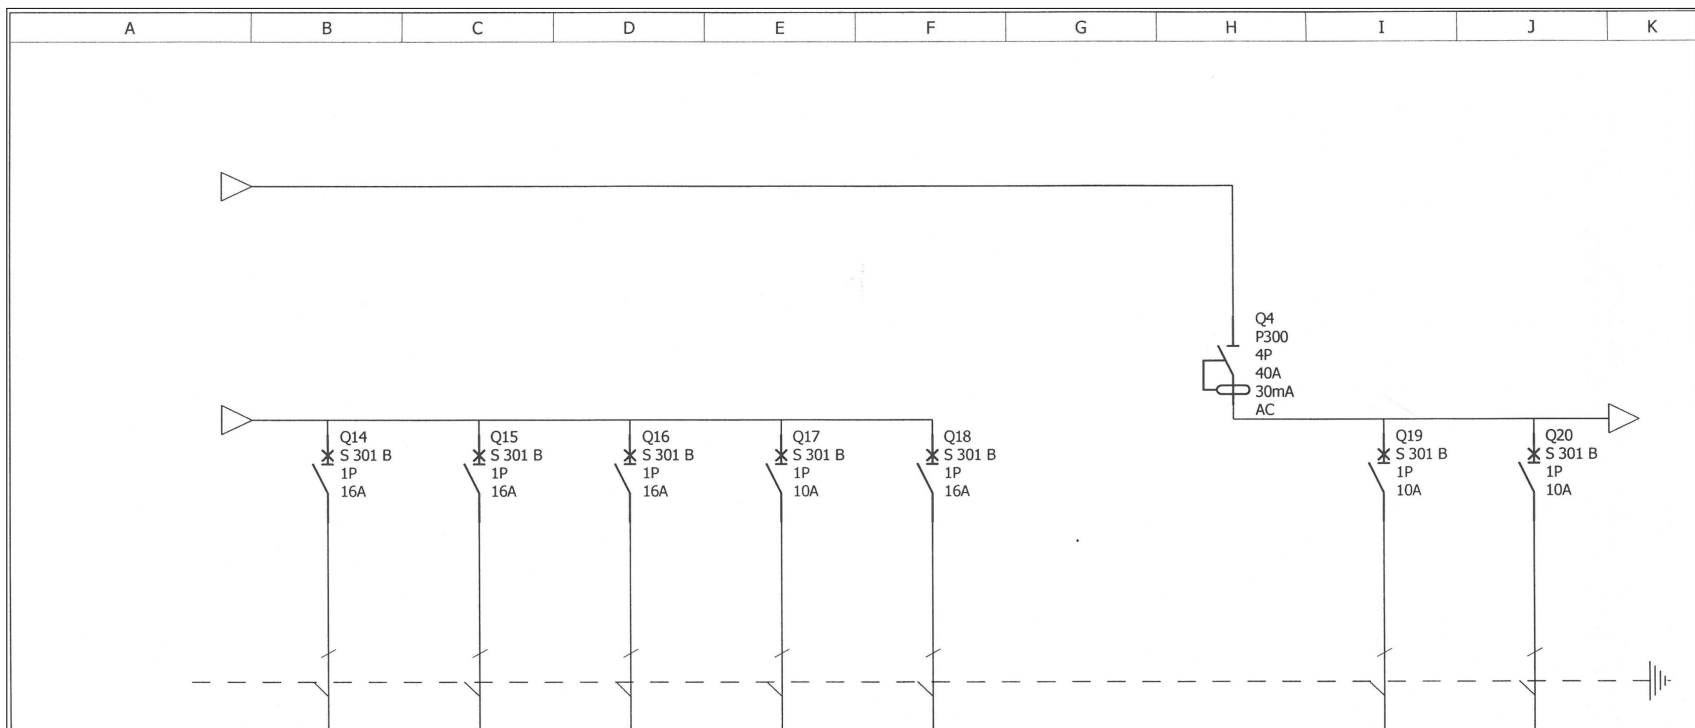 A B C D E F G H I J K
Q4
P300
4P
40A
30mA
AC
Q14
S 301 B
1P
16A
Q15
S 301 B
1P
16A
Q16
S 301 B
1P
16A
Q17
S 301 B
1P
10A
Q18
S 301 B
1P
16A
Q19
S 301 B
1P
10A
Q20
S 301 B
1P
10A